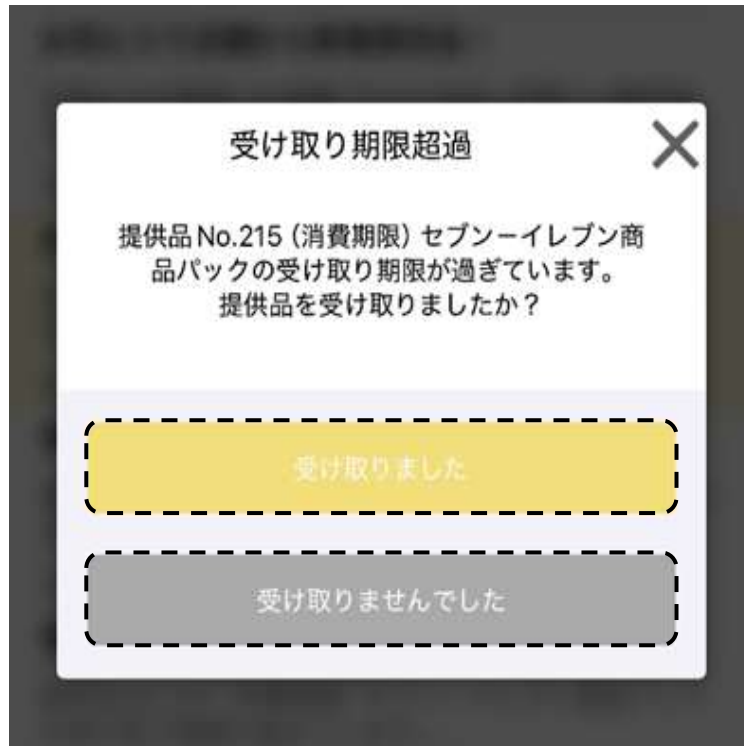 受け取り期限超過
提供品No.215（消費期限）セブンーイレブン商
品パックの受け取り期限が過ぎています。
提供品を受け取りましたか？
受け取りました
受け取りませんでした